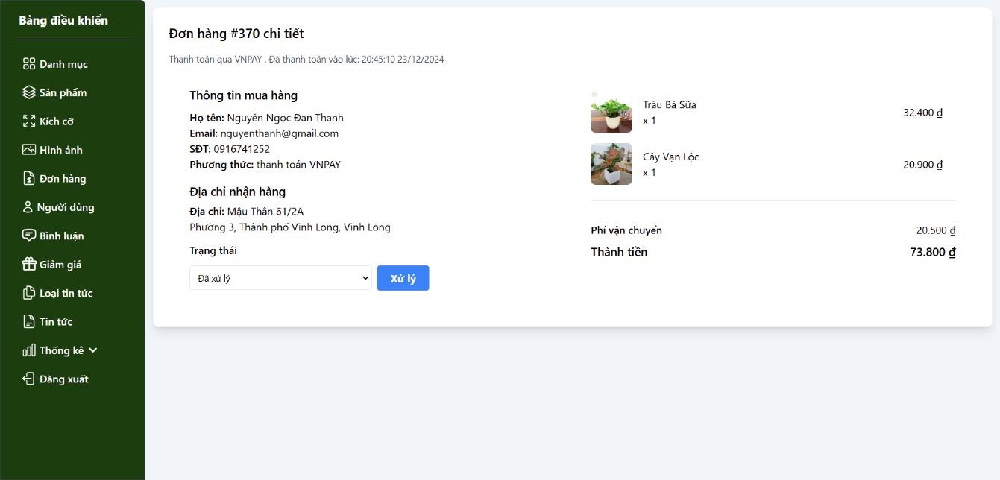 Bảng điều khiển
Danh mục
Sản phẩm
Kích cỡ
Hình ảnh
Đơn hàng
Người dùng
Bình luận
Giảm giá
Loại tin tức
Tin tức
Thống kê
Đăng xuất
Đơn hàng #370 chi tiết
Thanh toán qua VNPAY . Đã thanh toán vào lúc: 20:45:10 23/12/2024
Thông tin mua hàng
Họ tên: Nguyễn Ngọc Đan Thanh
Email: nguyenthanh@gmail.com
SĐT: 0916741252
Phương thức: thanh toán VNPAY
Địa chỉ nhận hàng
Địa chỉ: Mậu Thân 61/2A
Phường 3, Thành phố Vĩnh Long, Vĩnh Long
Trạng thái
Đã xử lý
Xử lý
Trầu Bà Sữa
x 1
32.400 ₫
Cây Vạn Lộc
x 1
20.900 ₫
Phí vận chuyển 20.500 ₫
Thành tiền 73.800 ₫